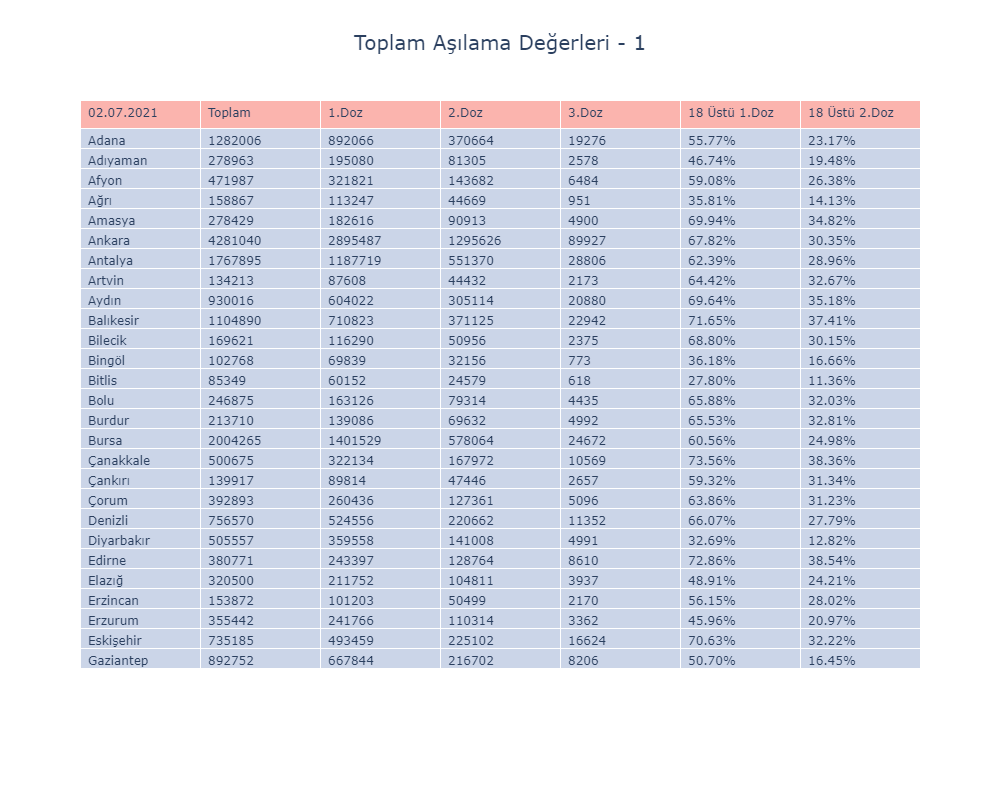 Toplam Aşılama Değerleri - 1
02.07.2021 Toplam 1.Doz 2.Doz 3.Doz 18 Üstü 1.Doz 18 Üstü 2.Doz
Adana 1282006 892066 370664 19276 55.77% 23.17%
Adıyaman 278963 195080 81305 2578 46.74% 19.48%
Afyon 471987 321821 143682 6484 59.08% 26.38%
Ağrı 158867 113247 44669 951 35.81% 14.13%
Amasya 278429 182616 90913 4900 69.94% 34.82%
Ankara 4281040 2895487 1295626 89927 67.82% 30.35%
Antalya 1767895 1187719 551370 28806 62.39% 28.96%
Artvin 134213 87608 44432 2173 64.42% 32.67%
Aydın 930016 604022 305114 20880 69.64% 35.18%
Balıkesir 1104890 710823 371125 22942 71.65% 37.41%
Bilecik 169621 116290 50956 2375 68.80% 30.15%
Bingöl 102768 69839 32156 773 36.18% 16.66%
Bitlis 85349 60152 24579 618 27.80% 11.36%
Bolu 246875 163126 79314 4435 65.88% 32.03%
Burdur 213710 139086 69632 4992 65.53% 32.81%
Bursa 2004265 1401529 578064 24672 60.56% 24.98%
Çanakkale 500675 322134 167972 10569 73.56% 38.36%
Çankırı 139917 89814 47446 2657 59.32% 31.34%
Çorum 392893 260436 127361 5096 63.86% 31.23%
Denizli 756570 524556 220662 11352 66.07% 27.79%
Diyarbakır 505557 359558 141008 4991 32.69% 12.82%
Edirne 380771 243397 128764 8610 72.86% 38.54%
Elazığ 320500 211752 104811 3937 48.91% 24.21%
Erzincan 153872 101203 50499 2170 56.15% 28.02%
Erzurum 355442 241766 110314 3362 45.96% 20.97%
Eskişehir 735185 493459 225102 16624 70.63% 32.22%
Gaziantep 892752 667844 216702 8206 50.70% 16.45%